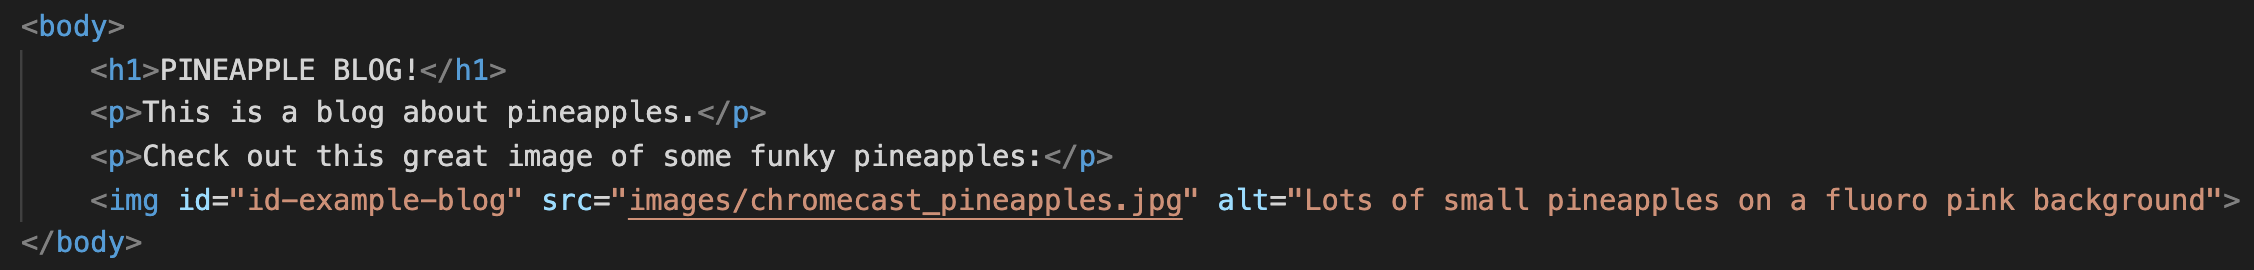 <body>
<h1>PINEAPPLE BLOG!</h1>
<p>This is a blog about pineapples.</p>
<p>Check out this great image of some funky pineapples:</p>
<img id="id-example-blog" src="images/chromecast_pineapples.jpg" alt="Lots of small pineapples on a fluoro pink background">
</body>